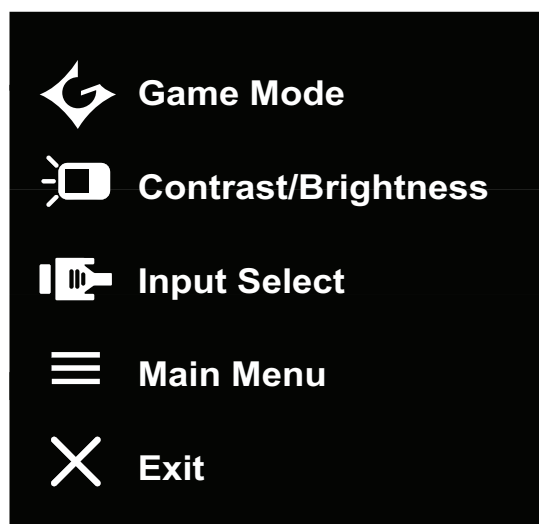 Game Mode
Contrast/Brightness
Input Select
Main Menu
Exit